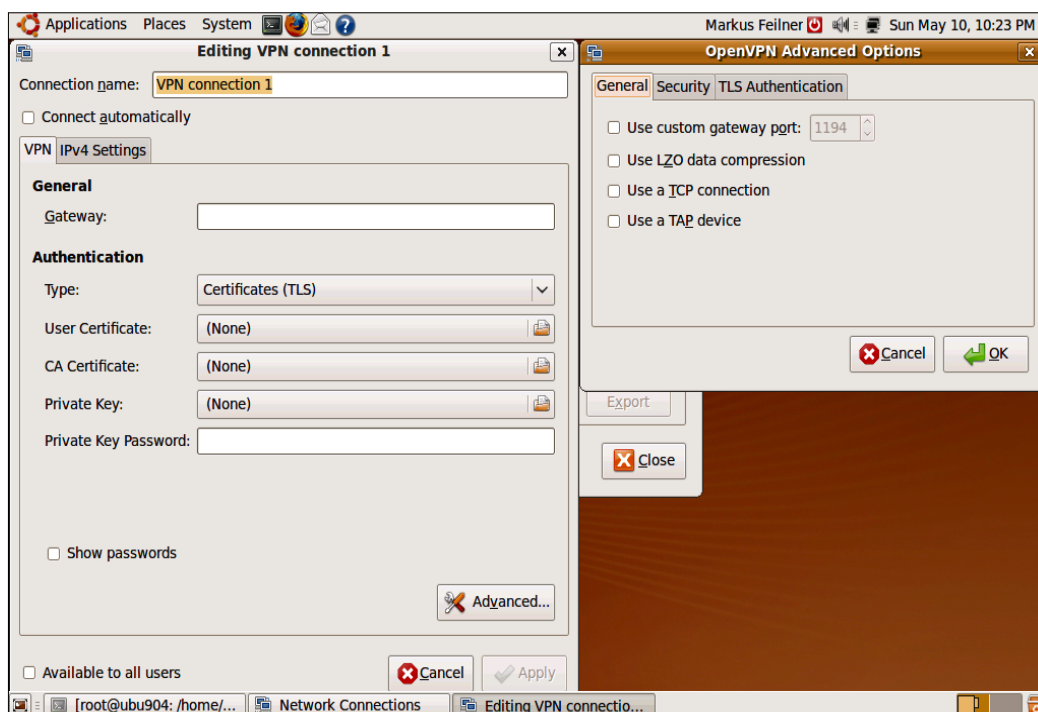 Applications Places System Markus Feilner Sun May 10, 10:23 PM
Editing VPN connection 1
Connection name: VPN connection 1
Connect automatically
VPN IPv4 Settings
General
Gateway:
Authentication
Type: Certificates (TLS)
User Certificate: (None)
CA Certificate: (None)
Private Key: (None)
Private Key Password:
Show passwords
Advanced...
Available to all users
Cancel Apply
OpenVPN Advanced Options
General Security TLS Authentication
Use custom gateway port: 1194
Use LZO data compression
Use a TCP connection
Use a TAP device
Cancel OK
Export
Close
[root@ubu904: /home/... Network Connections Editing VPN connectio...